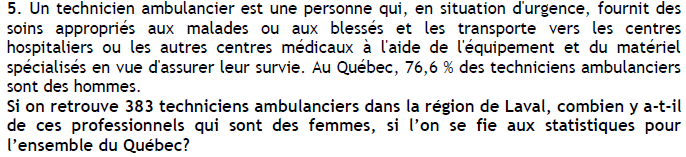 5. Un technicien ambulancier est une personne qui, en situation d'urgence, fournit des
soins appropriés aux malades ou aux blessés et les transporte vers les centres
hospitaliers ou les autres centres médicaux à l'aide de l'équipement et du matériel
spécialisés en vue d'assurer leur survie. Au Québec, 76,6 % des techniciens ambulanciers
sont des hommes.
Si on retrouve 383 techniciens ambulanciers dans la région de Laval, combien y a-t-il
de ces professionnels qui sont des femmes, si l'on se fie aux statistiques pour
l'ensemble du Québec?